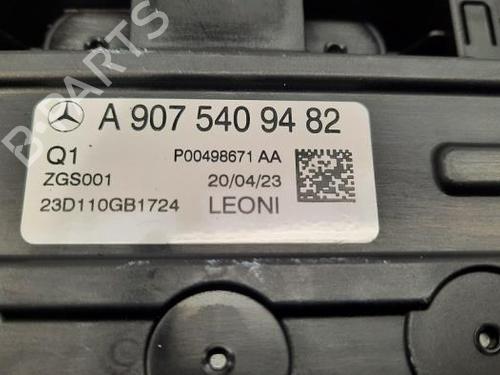 A 907 540 94 82
Q1
P00498671 AA
ZGS001
20/04/23
23D110GB1724
LEONI
B-PARTS